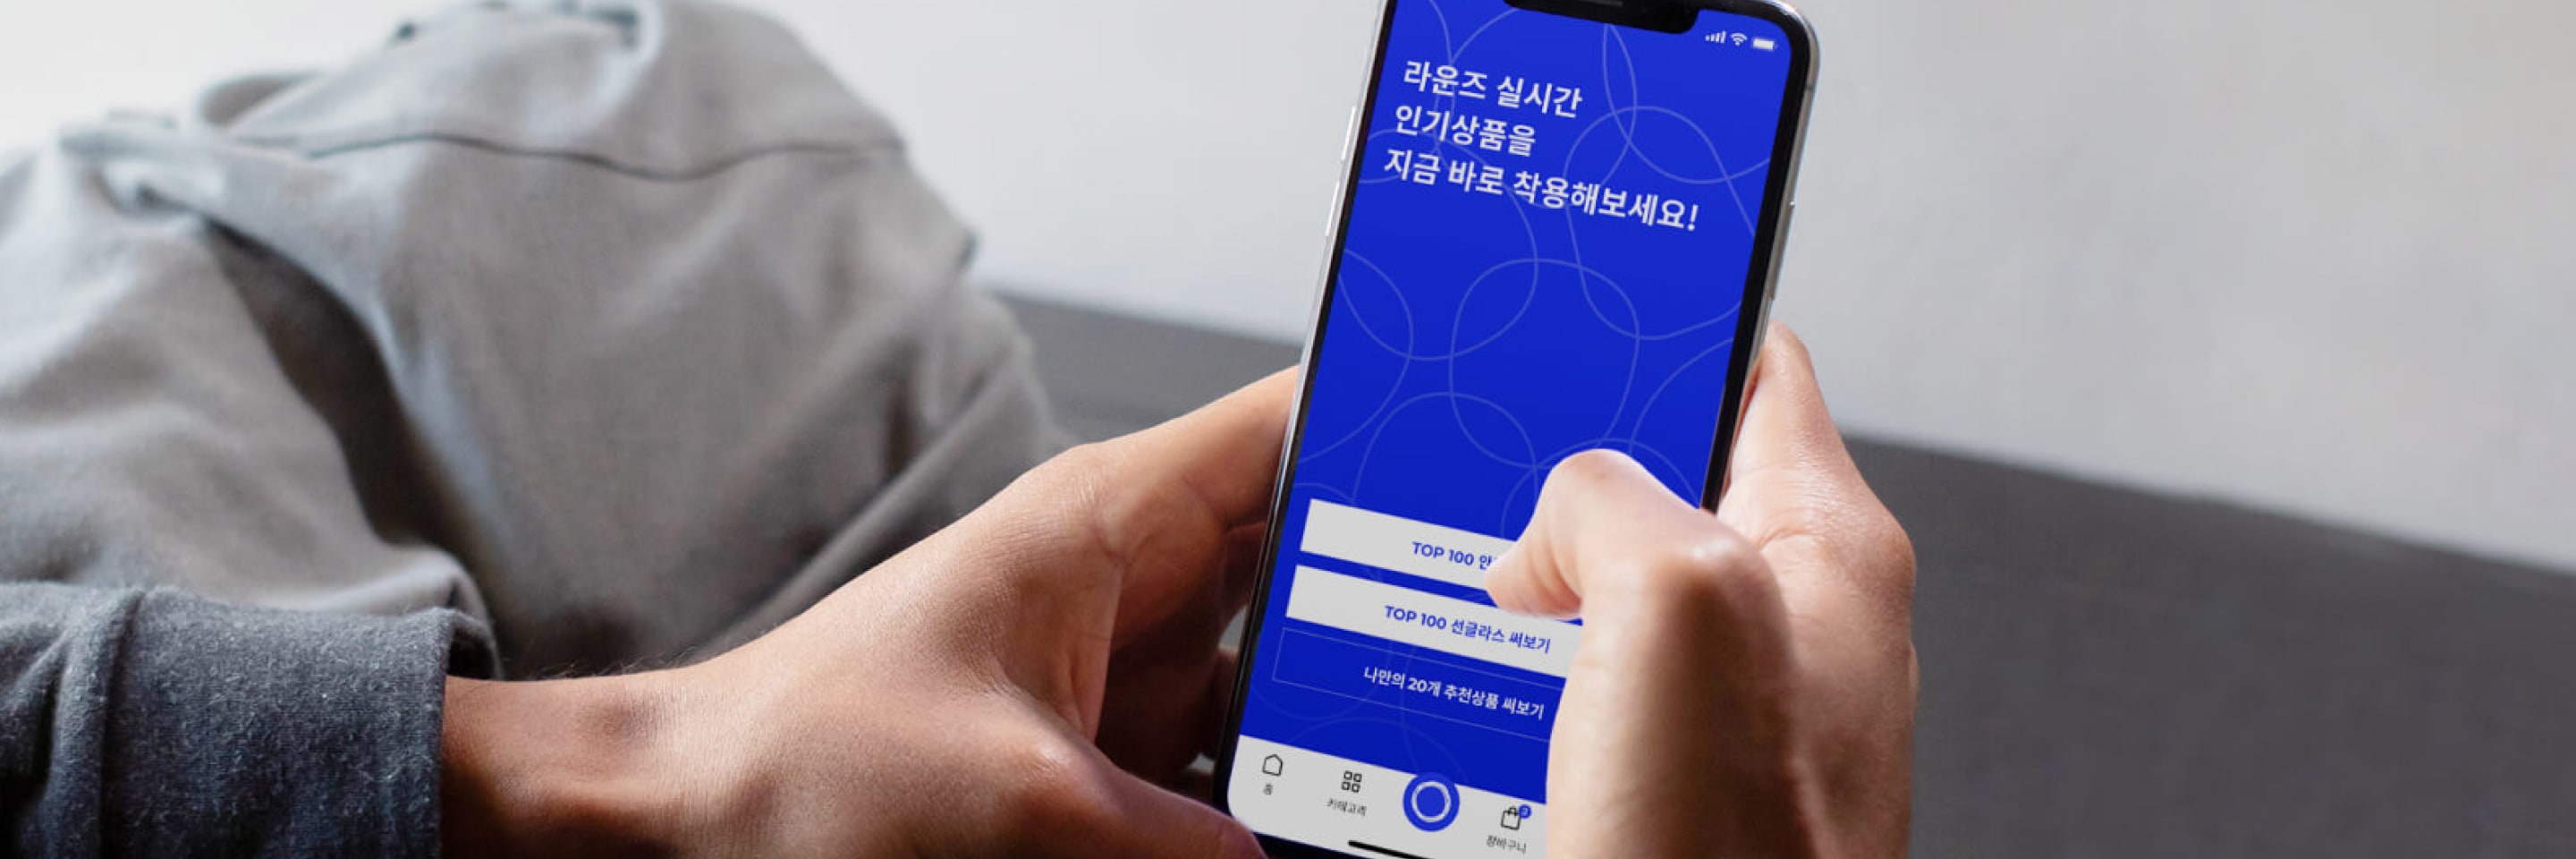 라운즈 실시간
인기상품을
지금 바로 착용해보세요!
TOP 100
TOP 100 선글라스 써보기
나만의 20개 추천상품 써보기
홈
카테고리
장바구니